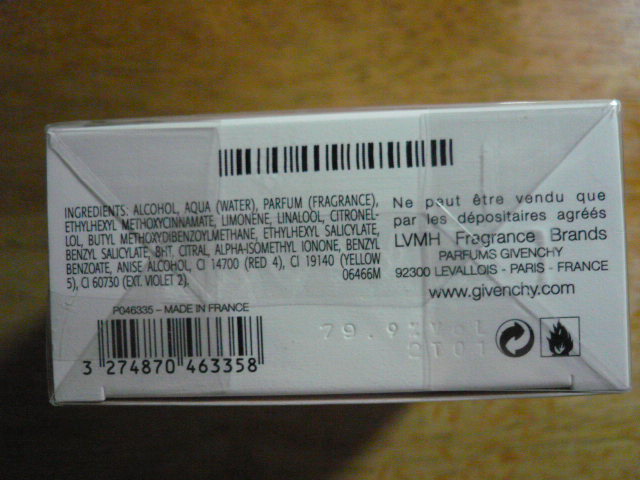 INGREDIENTS: ALCOHOL, AQUA (WATER), PARFUM (FRAGRANCE),
ETHYLHEXYL METHOXYCINNAMATE, LIMONENE, LINALOOL, CITRONEL-
LOL, BUTYL METHOXYDIBENZOYLMETHANE, ETHYLHEXYL SALICYLATE,
BENZYL SALICYLATE, BHT, CITRAL, ALPHA-ISOMETHYL IONONE, BENZYL
BENZOATE, ANISE ALCOHOL, CI 14700 (RED 4), CI 19140 (YELLOW
5), CI 60730 (EXT. VIOLET 2).
06466M
Ne peut être vendu que
par les dépositaires agréés
LVMH Fragrance Brands
PARFUMS GIVENCHY
92300 LEVALLOIS - PARIS - FRANCE
www.givenchy.com
P046335 – MADE IN FRANCE
3 274870 463358
79.9%Vol